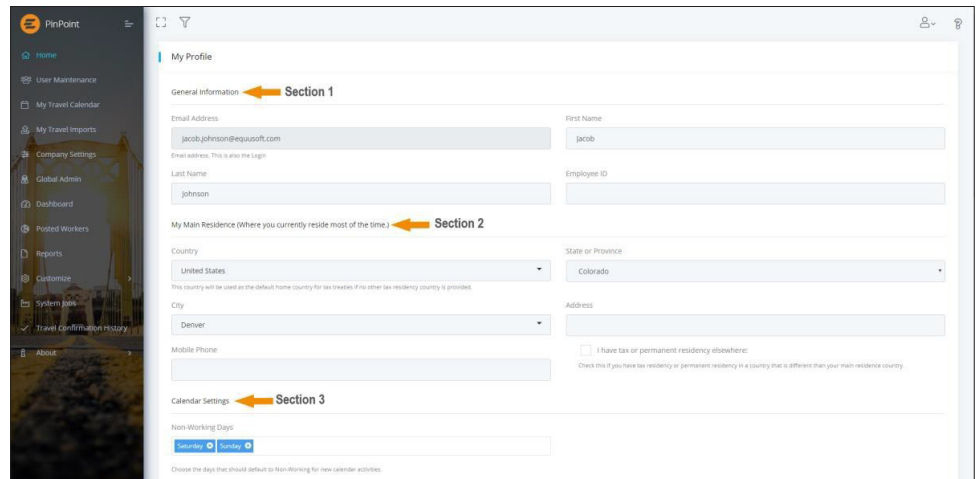 PinPoint
Home
User Maintenance
My Travel Calendar
My Travel Imports
Company Settings
Global Admin
Dashboard
Posted Workers
Reports
Customize
System Jobs
Travel Confirmation History
About
My Profile
General Information Section 1
Email Address First Name
jacob.johnson@equusoft.com Jacob
Email address. This is also the Login
Last Name Employee ID
Johnson
My Main Residence (Where you currently reside most of the time.) Section 2
Country State or Province
United States Colorado
This country will be used as the default home country for tax treaties if no other tax residency country is provided.
City Address
Denver
Mobile Phone I have tax or permanent residency elsewhere:
Check this if you have tax residency or permanent residency in a country that is different than your main residence country.
Calendar Settings Section 3
Non-Working Days
Saturday Sunday
Choose the days that should default to Non-Working for new calendar activities